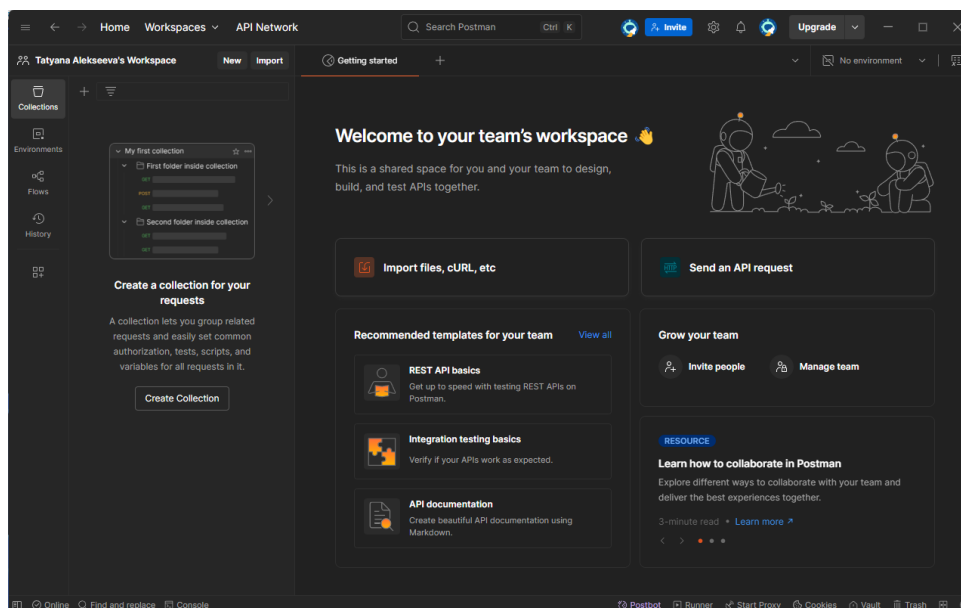 Home Workspaces API Network Search Postman Ctrl K Invite Upgrade
Tatyana Alekseeva's Workspace New Import Getting started No environment
Collections
Environments
Flows
History
My first collection
First folder inside collection
GET
POST
GET
Second folder inside collection
GET
GET
Create a collection for your
requests
A collection lets you group related
requests and easily set common
authorization, tests, scripts, and
variables for all requests in it.
Create Collection
Welcome to your team's workspace 👋
This is a shared space for you and your team to design,
build, and test APIs together.
Import files, cURL, etc
HTTP
Send an API request
Recommended templates for your team View all
REST API basics
Get up to speed with testing REST APIs on
Postman.
Integration testing basics
Verify if your APIs work as expected.
API documentation
Create beautiful API documentation using
Markdown.
Grow your team
Invite people Manage team
RESOURCE
Learn how to collaborate in Postman
Explore different ways to collaborate with your team and
deliver the best experiences together.
3-minute read • Learn more ↗
Online Find and replace Console Postbot Runner Start Proxy Cookies Vault Trash